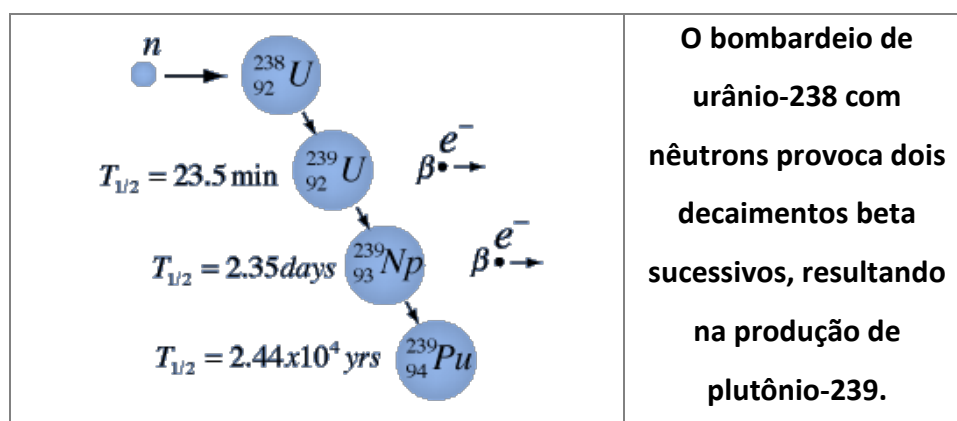 n
238
92 U
T1/2 = 23.5 min
239
92 U
β e−
T1/2 = 2.35days
239
93 Np
β e−
T1/2 = 2.44x10⁴ yrs
239
94 Pu
O bombardeio de
urânio-238 com
nêutrons provoca dois
decaimentos beta
sucessivos, resultando
na produção de
plutônio-239.